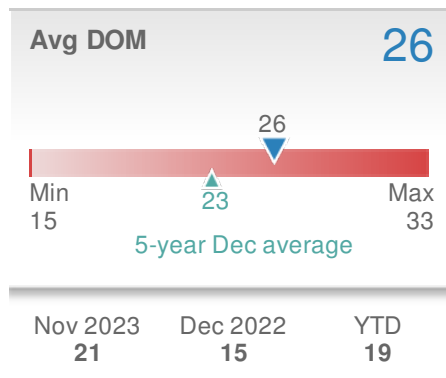 Avg DOM 26
26
23
Min Max
15 33
5-year Dec average
Nov 2023 Dec 2022 YTD
21 15 19